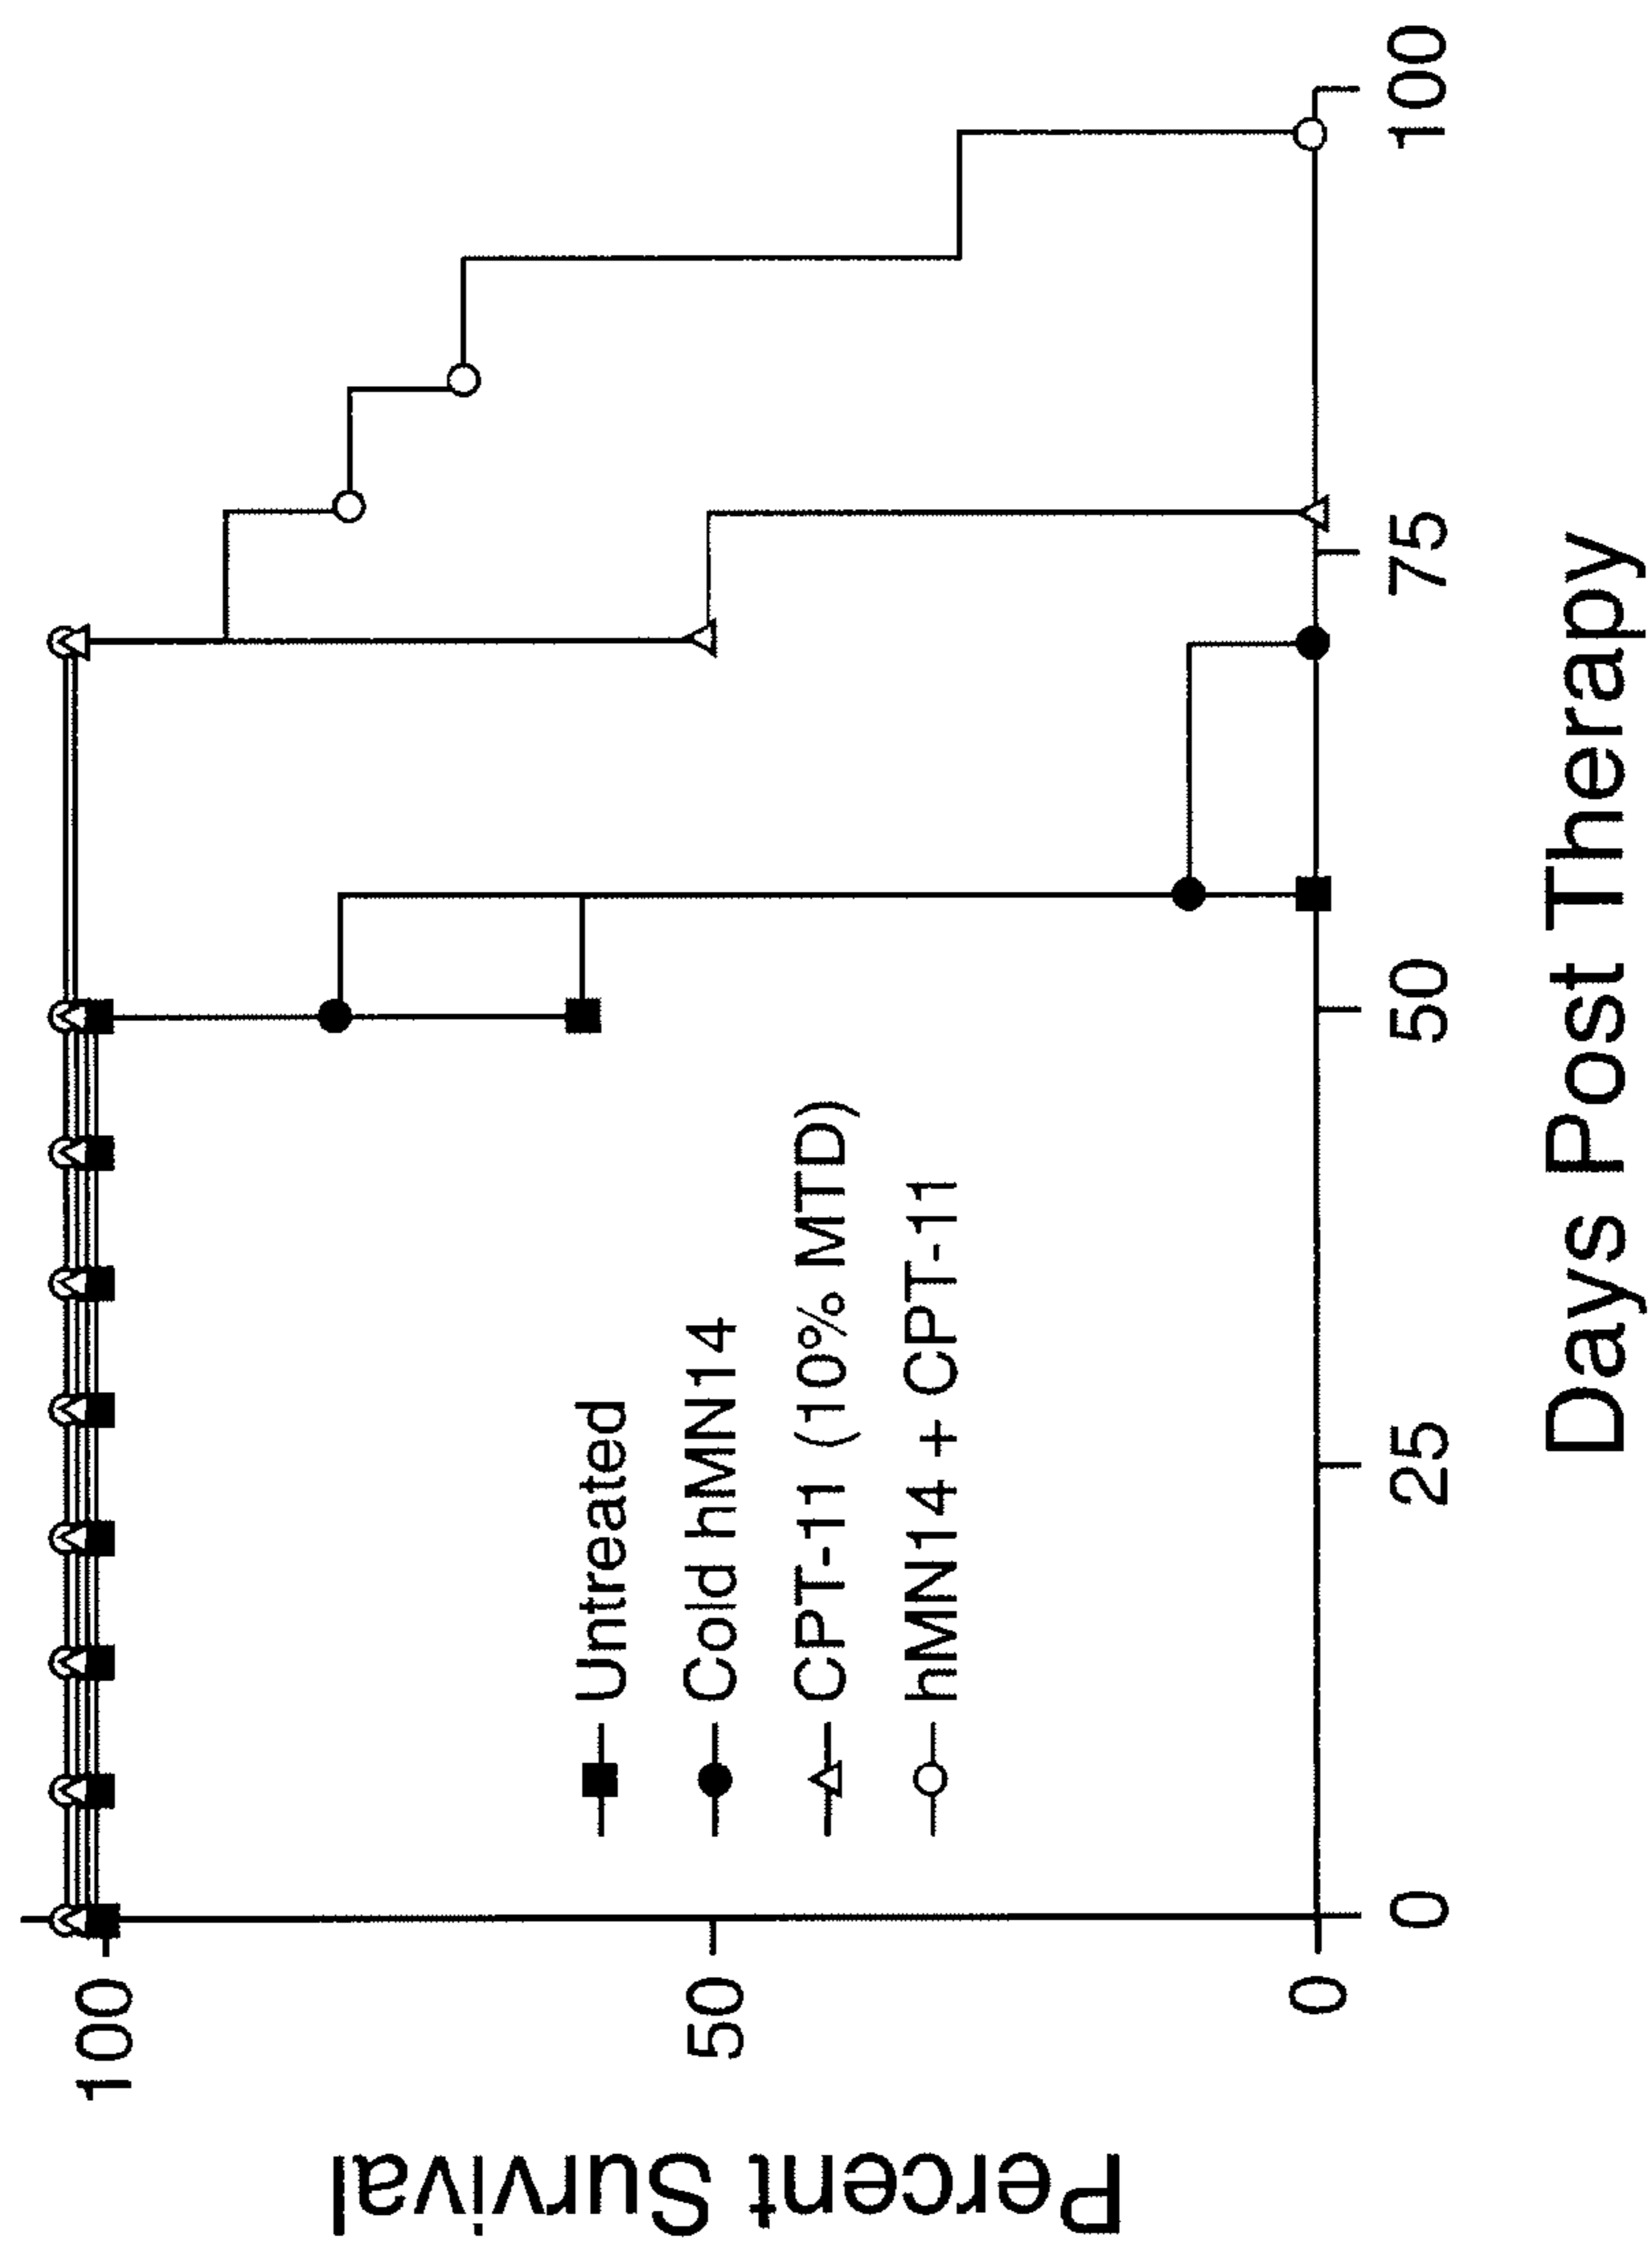 Percent Survival
100
50
0
Untreated
Cold hMN14
CPT-11 (10% MTD)
hMN14 + CPT-11
0
25
50
75
100
Days Post Therapy